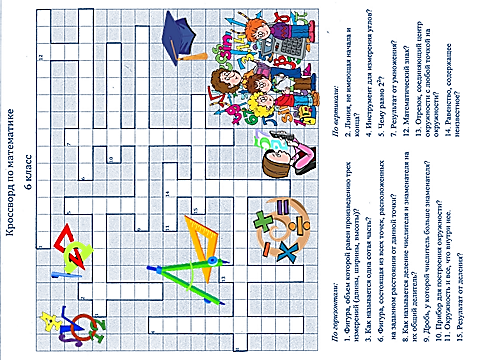 Кроссворд по математике
6 класс
По горизонтали:
1. Фигура, объем которой равен произведению трех
измерений (длины, ширины, высоты)?
3. Как называется одна сотая часть?
6. Фигура, состоящая из всех точек, расположенных
на заданном расстоянии от данной точки?
8. Как называется деление числителя и знаменателя на
их общий делитель?
9. Дробь, у которой числитель больше знаменателя?
10. Прибор для построения окружности?
11. Окружность и все, что внутри нее.
15. Результат от деления?
По вертикали:
2. Линия, не имеющая начала и
конца?
4. Инструмент для измерения углов?
5. Чему равно 2³?
7. Результат от умножения?
12. Математический знак?
13. Отрезок, соединяющий центр
окружности с любой точкой на
окружности?
14. Равенство, содержащее
неизвестное?